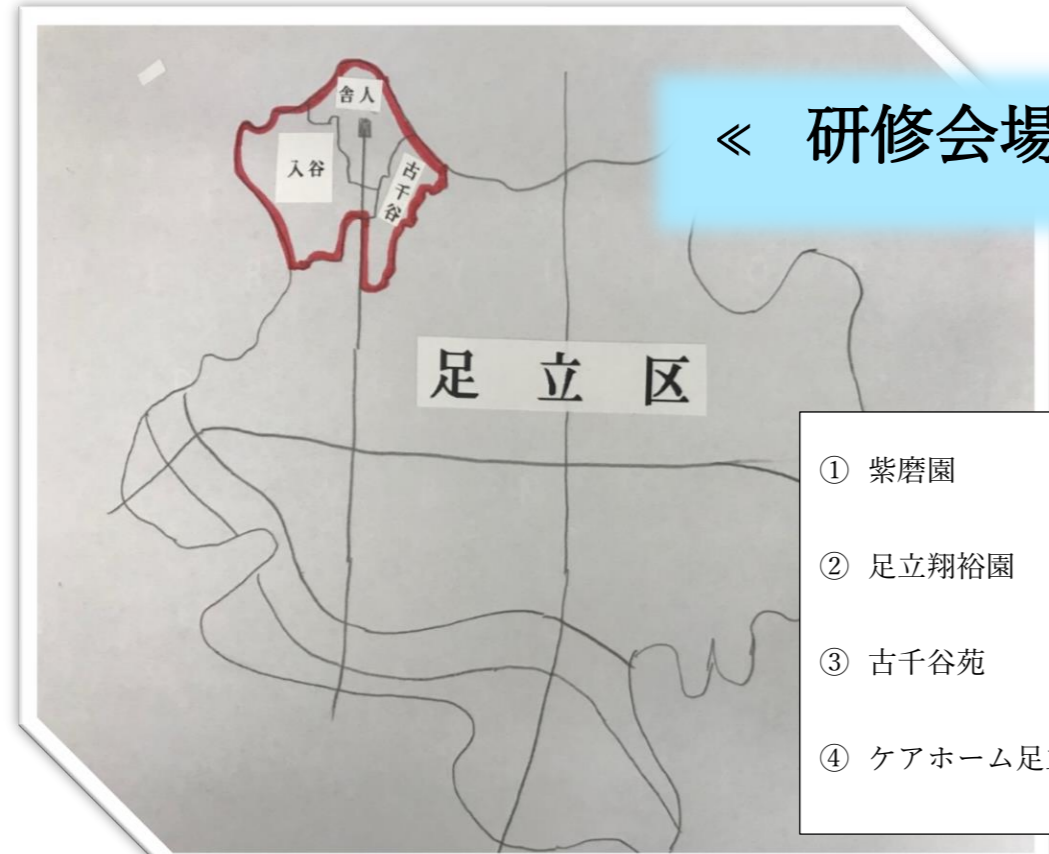 ≪ 研修会場
舎人
入谷
古千谷
足立区
① 紫磨園
② 足立翔裕園
③ 古千谷苑
④ ケアホーム足